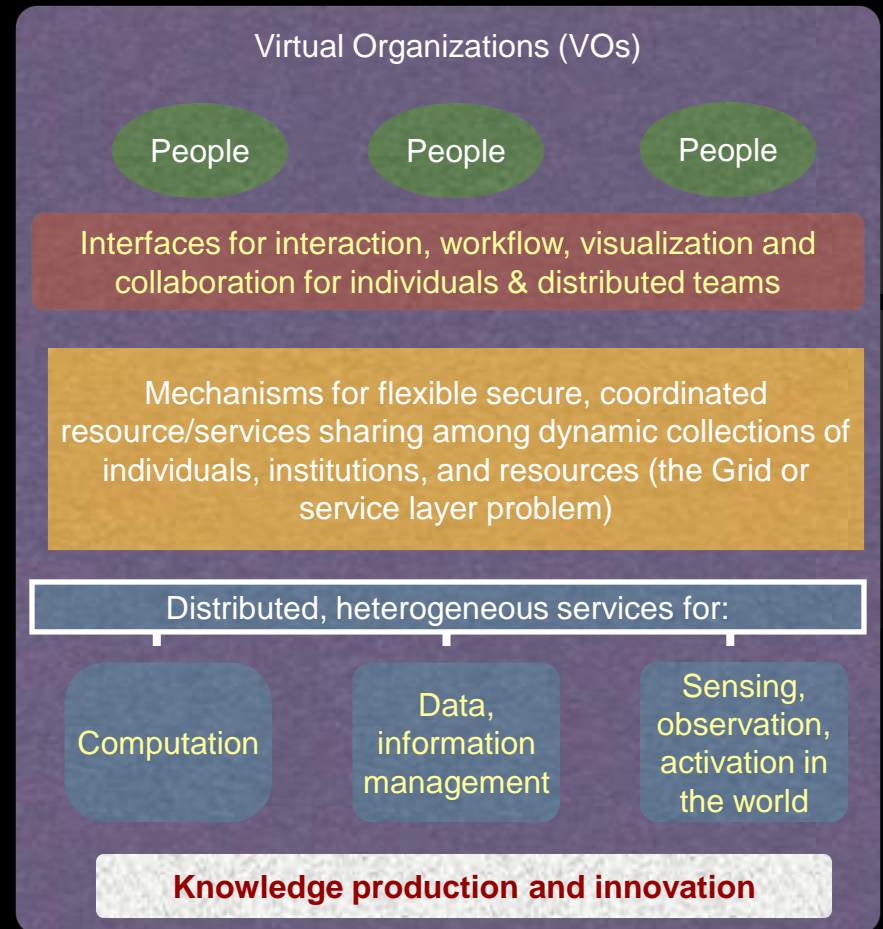 Virtual Organizations (VOs)
People
People
People
Interfaces for interaction, workflow, visualization and
collaboration for individuals & distributed teams
Mechanisms for flexible secure, coordinated
resource/services sharing among dynamic collections of
individuals, institutions, and resources (the Grid or
service layer problem)
Distributed, heterogeneous services for:
Computation
Data,
information
management
Sensing,
observation,
activation in
the world
Knowledge production and innovation